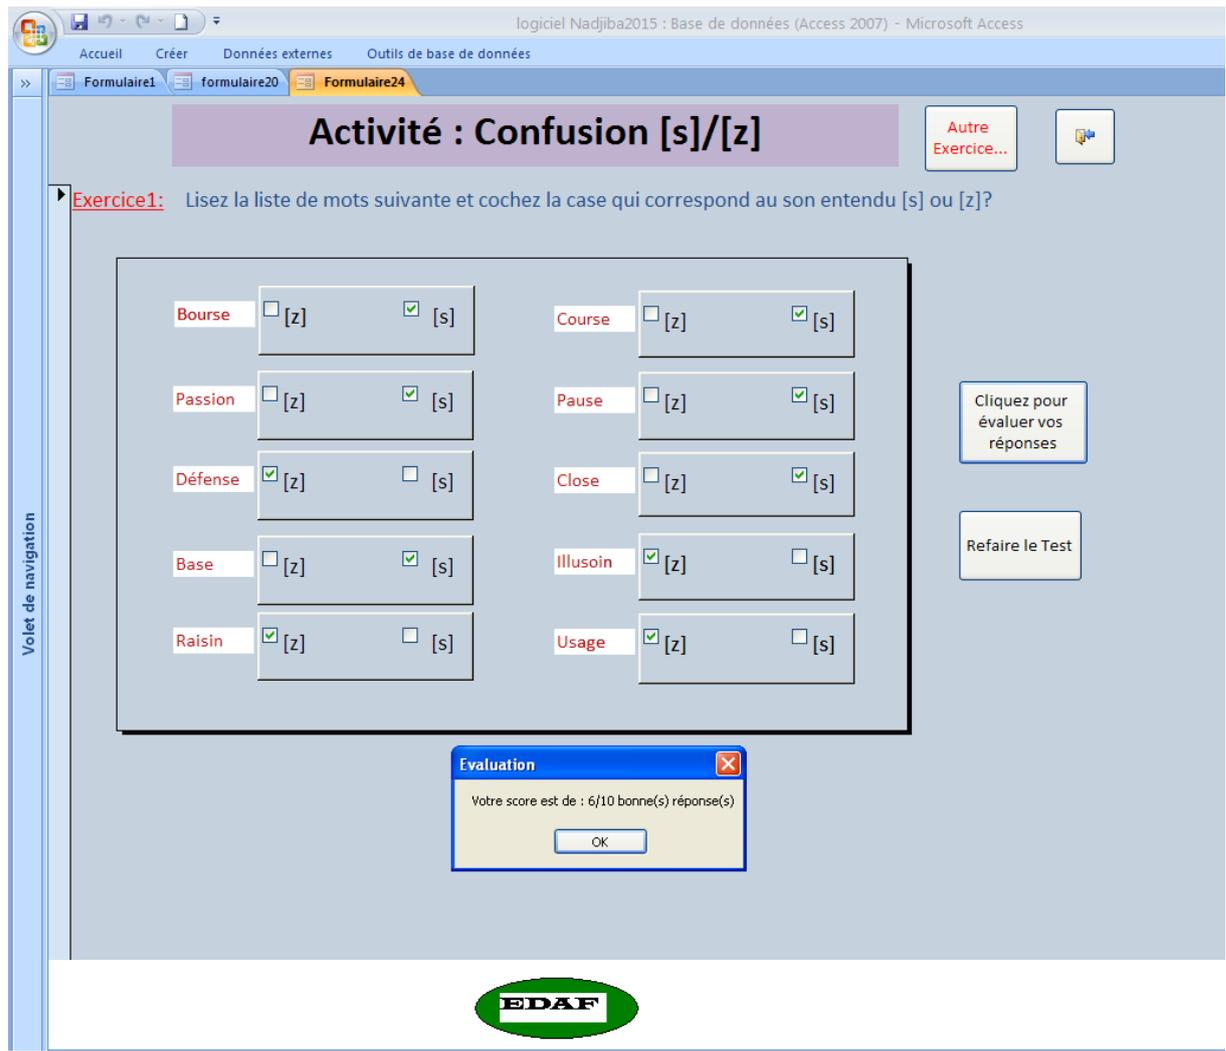 logiciel Nadjiba2015 : Base de données (Access 2007) - Microsoft Access
Accueil Créer Données externes Outils de base de données
» Formulaire1 formulaire20 Formulaire24
Activité : Confusion [s]/[z]
Autre
Exercice...
Exercice1: Lisez la liste de mots suivante et cochez la case qui correspond au son entendu [s] ou [z]?
Bourse [z] [s] Course [z] [s]
Passion [z] [s] Pause [z] [s]
Cliquez pour
évaluer vos
réponses
Défense [z] [s] Close [z] [s]
Base [z] [s] Illusoin [z] [s]
Refaire le Test
Raisin [z] [s] Usage [z] [s]
Volet de navigation
Evaluation
Votre score est de : 6/10 bonne(s) réponse(s)
OK
EDAF